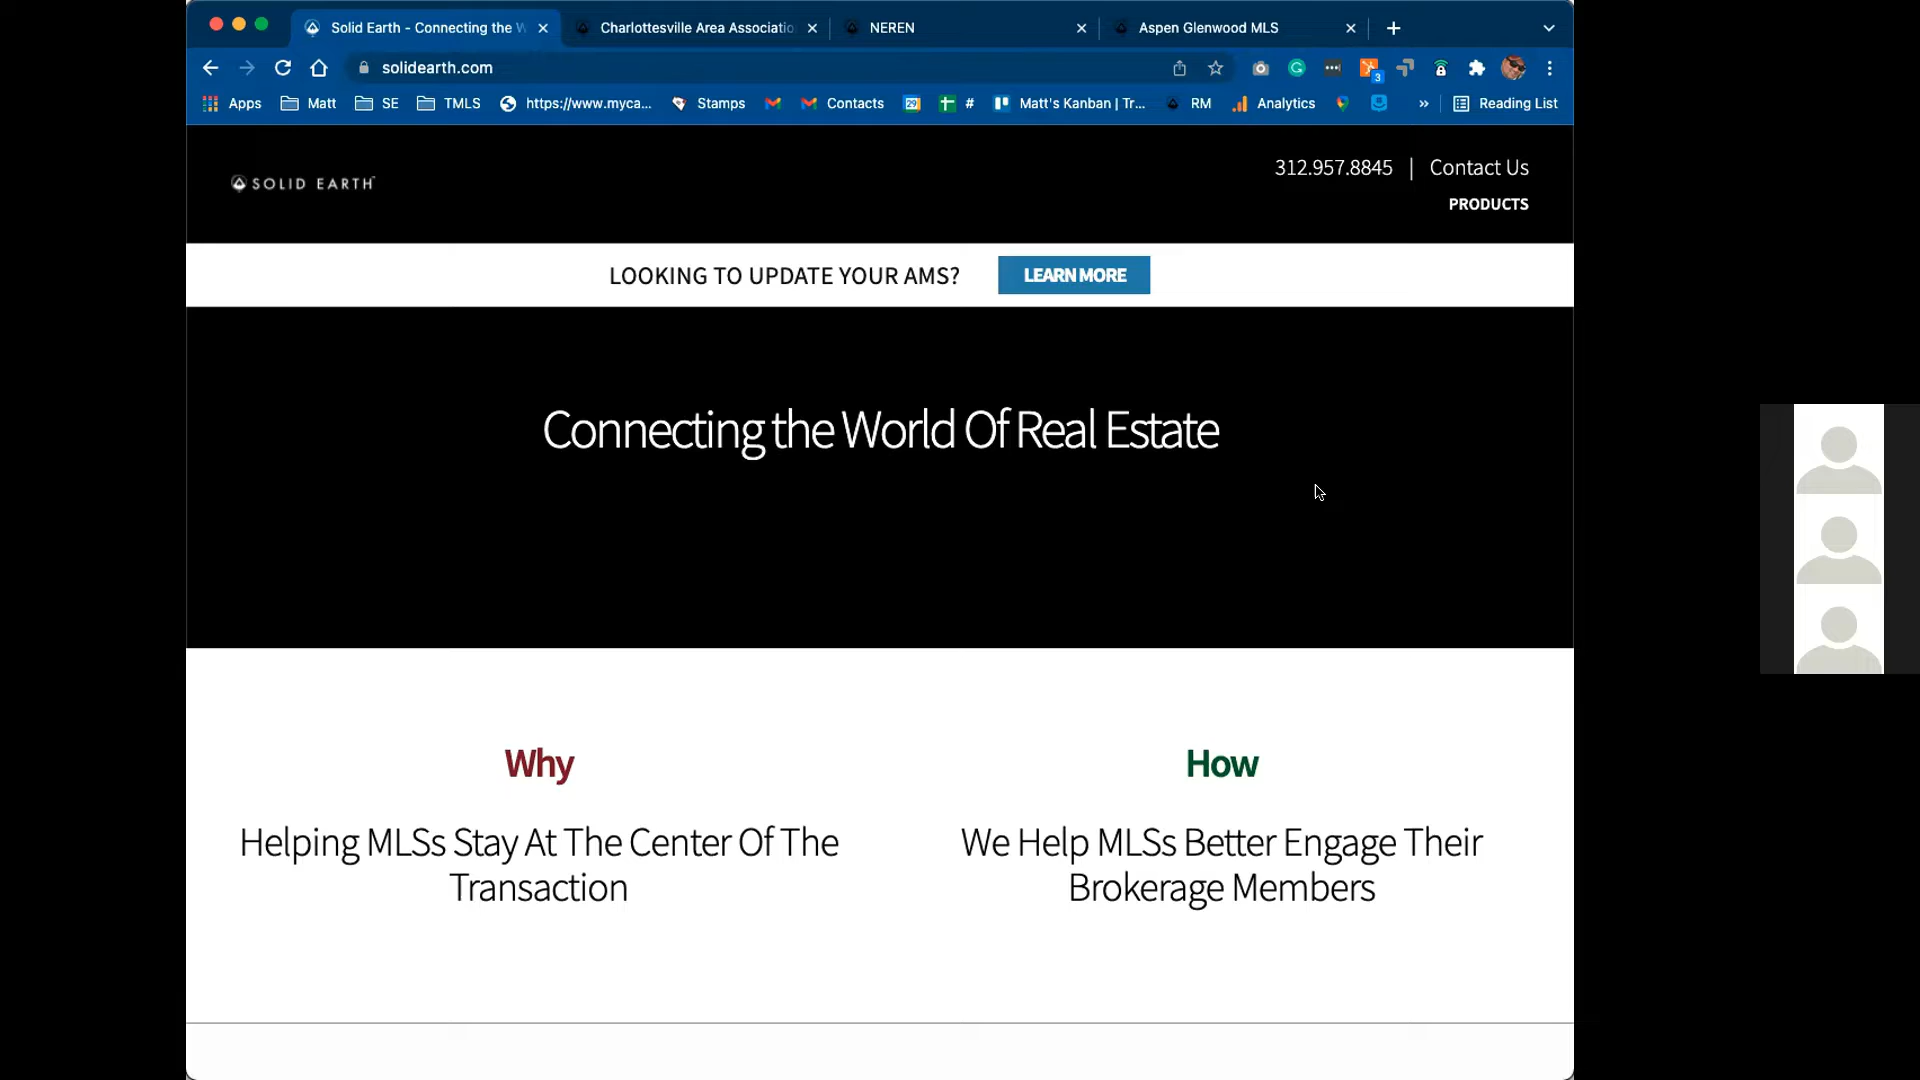 Solid Earth - Connecting the W
Charlottesville Area Associatio
NEREN
Aspen Glenwood MLS
solidearth.com
3
Apps
Matt
SE
TMLS
https://www.myca...
Stamps
Contacts
#
Matt's Kanban | Tr...
RM
Analytics
»
Reading List
SOLID EARTH
312.957.8845 | Contact Us
PRODUCTS
LOOKING TO UPDATE YOUR AMS?
LEARN MORE
Connecting the World Of Real Estate
Why
Helping MLSs Stay At The Center Of The
Transaction
How
We Help MLSs Better Engage Their
Brokerage Members